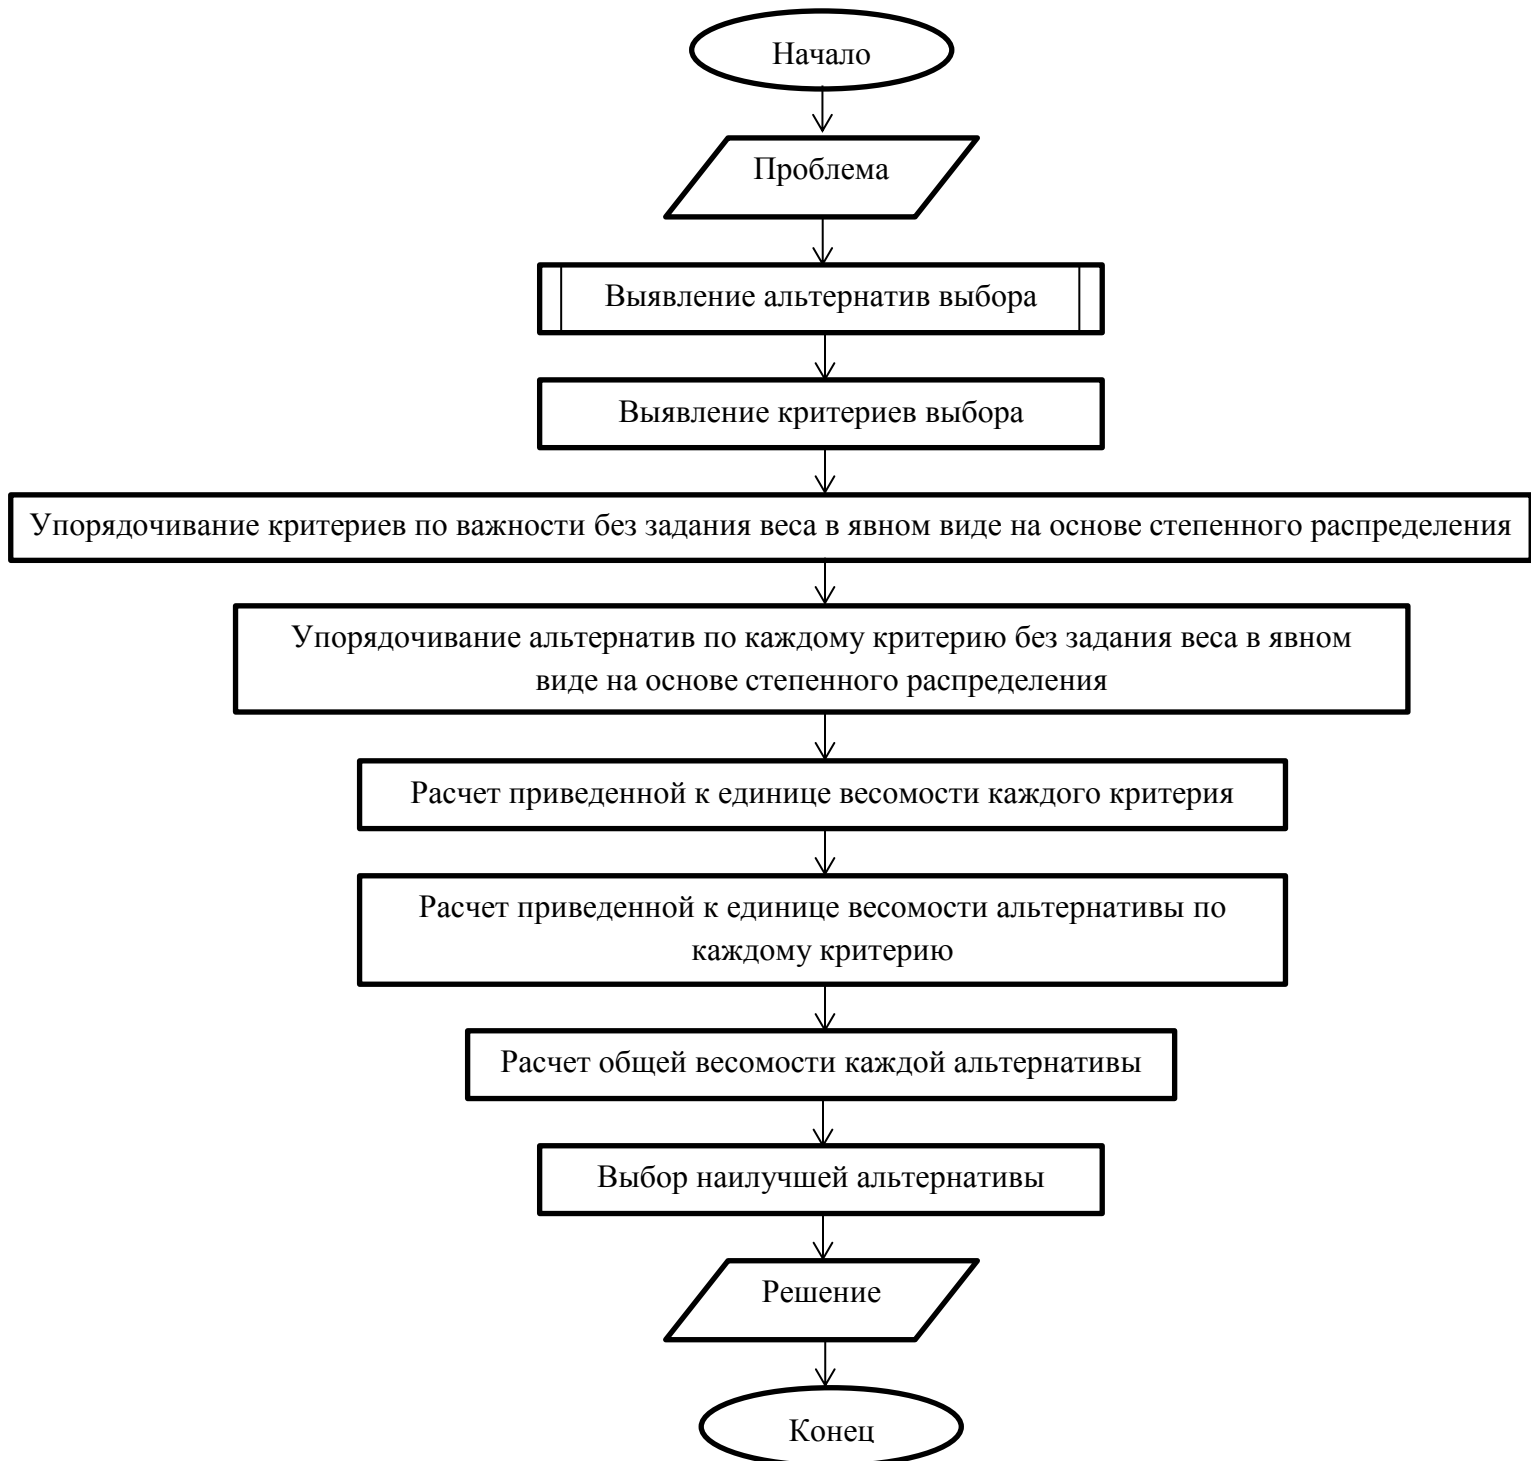 Начало
Проблема
Выявление альтернатив выбора
Выявление критериев выбора
Упорядочивание критериев по важности без задания веса в явном виде на основе степенного распределения
Упорядочивание альтернатив по каждому критерию без задания веса в явном
виде на основе степенного распределения
Расчет приведенной к единице весомости каждого критерия
Расчет приведенной к единице весомости альтернативы по
каждому критерию
Расчет общей весомости каждой альтернативы
Выбор наилучшей альтернативы
Решение
Конец